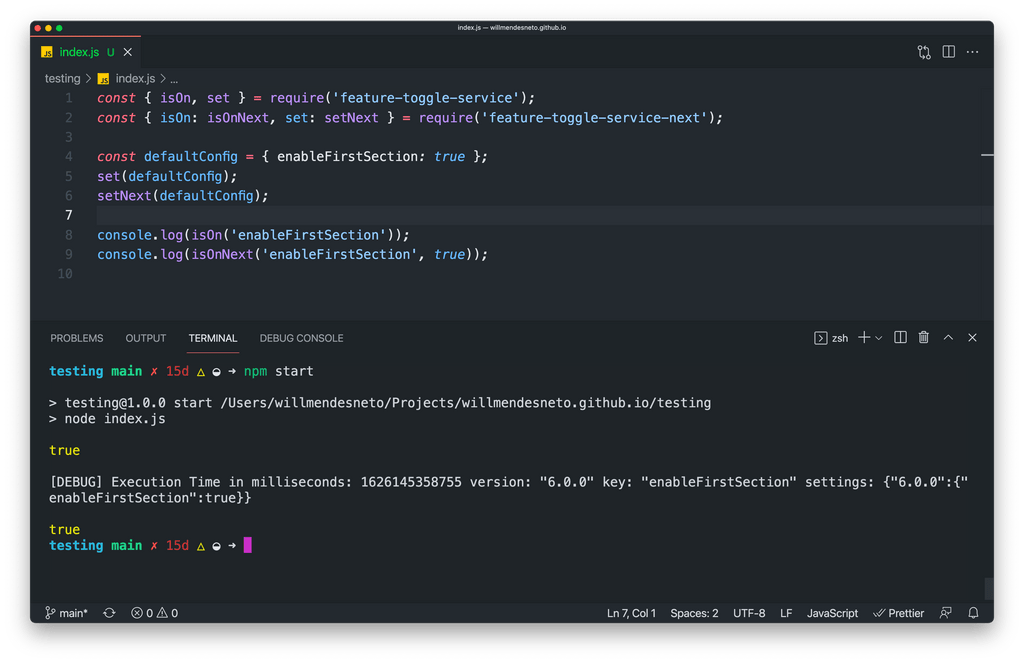 index.js — willmendesneto.github.io
JS index.js U
testing > JS index.js > ...
1 const { isOn, set } = require('feature-toggle-service');
2 const { isOn: isOnNext, set: setNext } = require('feature-toggle-service-next');
3
4 const defaultConfig = { enableFirstSection: true };
5 set(defaultConfig);
6 setNext(defaultConfig);
7
8 console.log(isOn('enableFirstSection'));
9 console.log(isOnNext('enableFirstSection', true));
10
PROBLEMS OUTPUT TERMINAL DEBUG CONSOLE zsh
testing main ✗ 15d △ ◒ → npm start
> testing@1.0.0 start /Users/willmendesneto/Projects/willmendesneto.github.io/testing
> node index.js
true
[DEBUG] Execution Time in milliseconds: 1626145358755 version: "6.0.0" key: "enableFirstSection" settings: {"6.0.0":{"
enableFirstSection":true}}
true
testing main ✗ 15d △ ◒ →
main* 0 0 Ln 7, Col 1 Spaces: 2 UTF-8 LF JavaScript Prettier